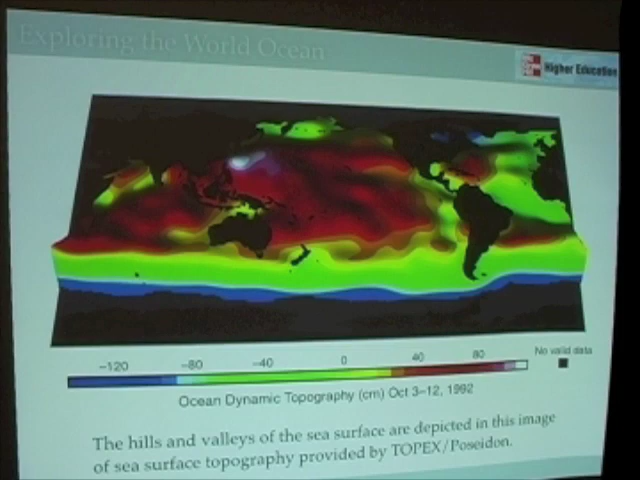 Exploring the World Ocean
Higher Education
-120 -80 -40 0 40 80 No valid data
Ocean Dynamic Topography (cm) Oct 3-12, 1992
The hills and valleys of the sea surface are depicted in this image
of sea surface topography provided by TOPEX/Poseidon.